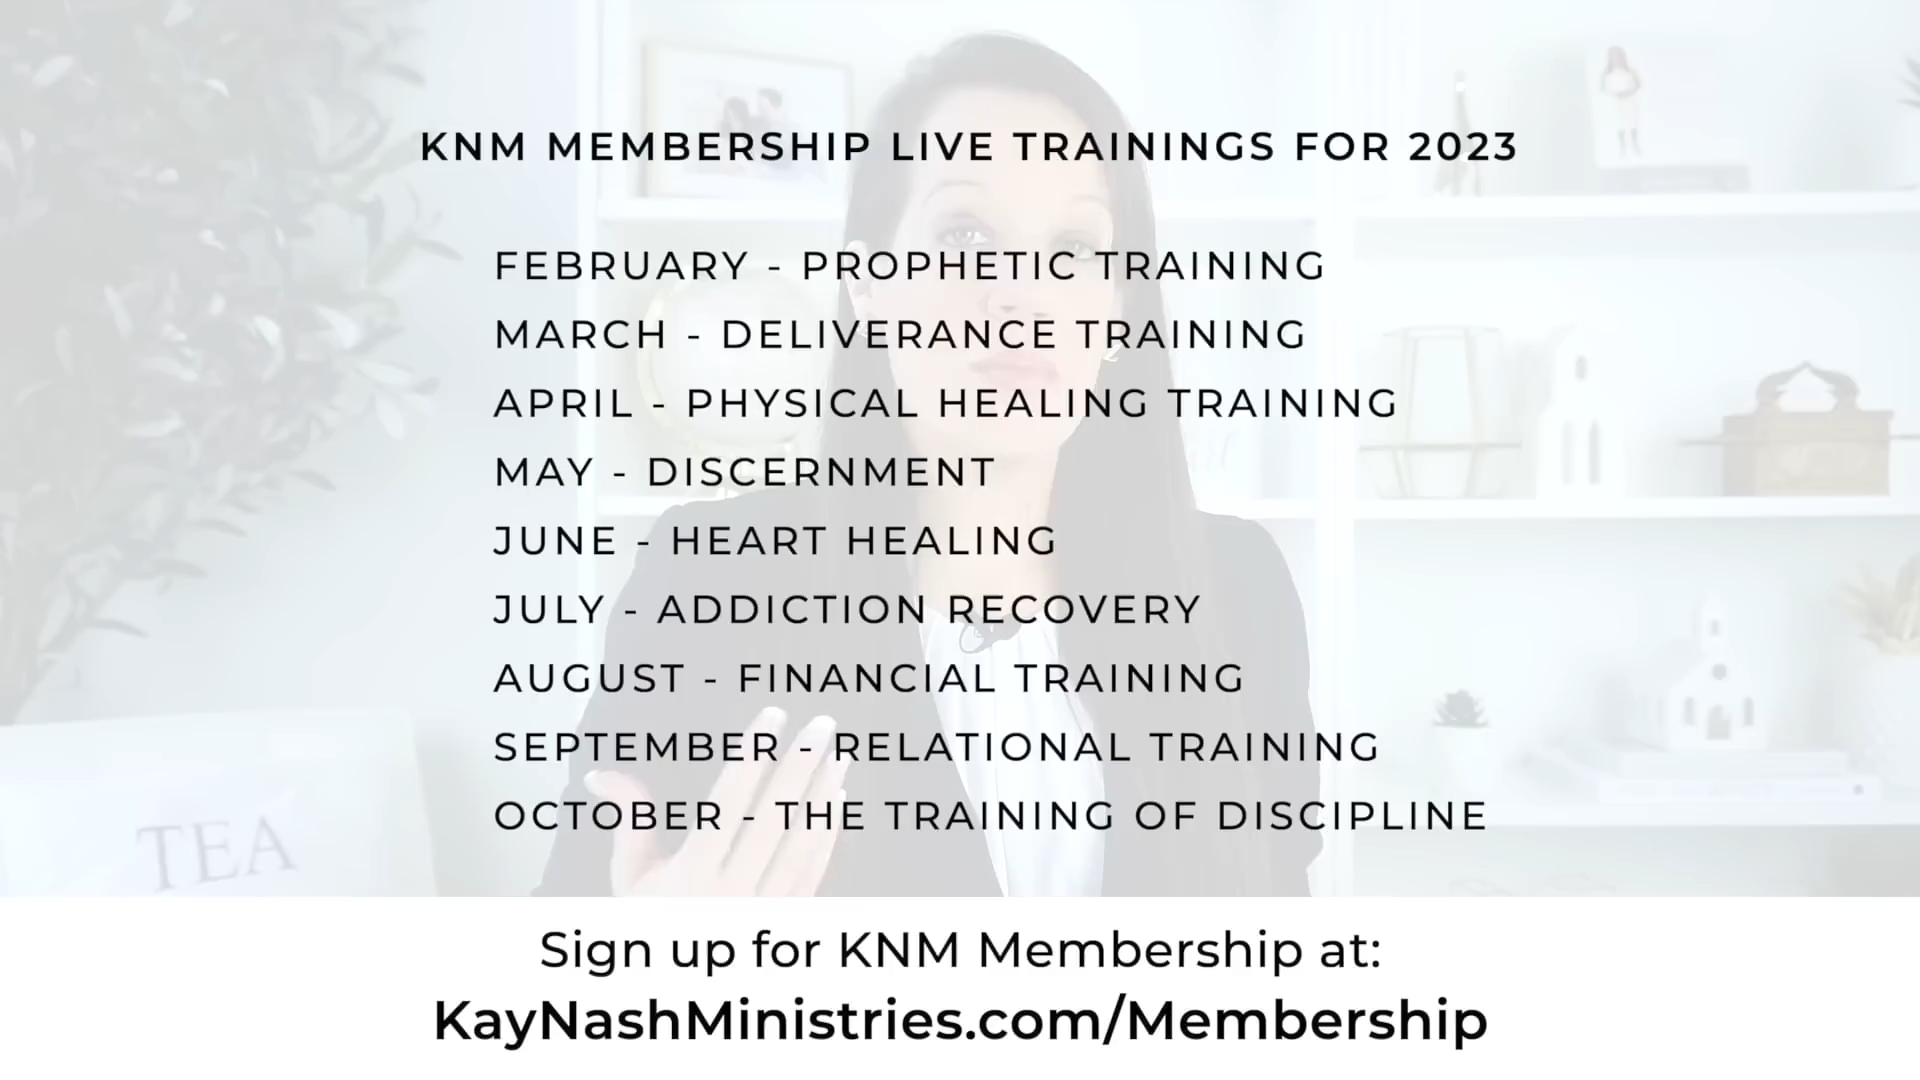 KNM MEMBERSHIP LIVE TRAININGS FOR 2023
FEBRUARY - PROPHETIC TRAINING
MARCH - DELIVERANCE TRAINING
APRIL - PHYSICAL HEALING TRAINING
MAY - DISCERNMENT
JUNE - HEART HEALING
JULY - ADDICTION RECOVERY
AUGUST - FINANCIAL TRAINING
SEPTEMBER - RELATIONAL TRAINING
OCTOBER - THE TRAINING OF DISCIPLINE
TEA
Sign up for KNM Membership at:
KayNashMinistries.com/Membership